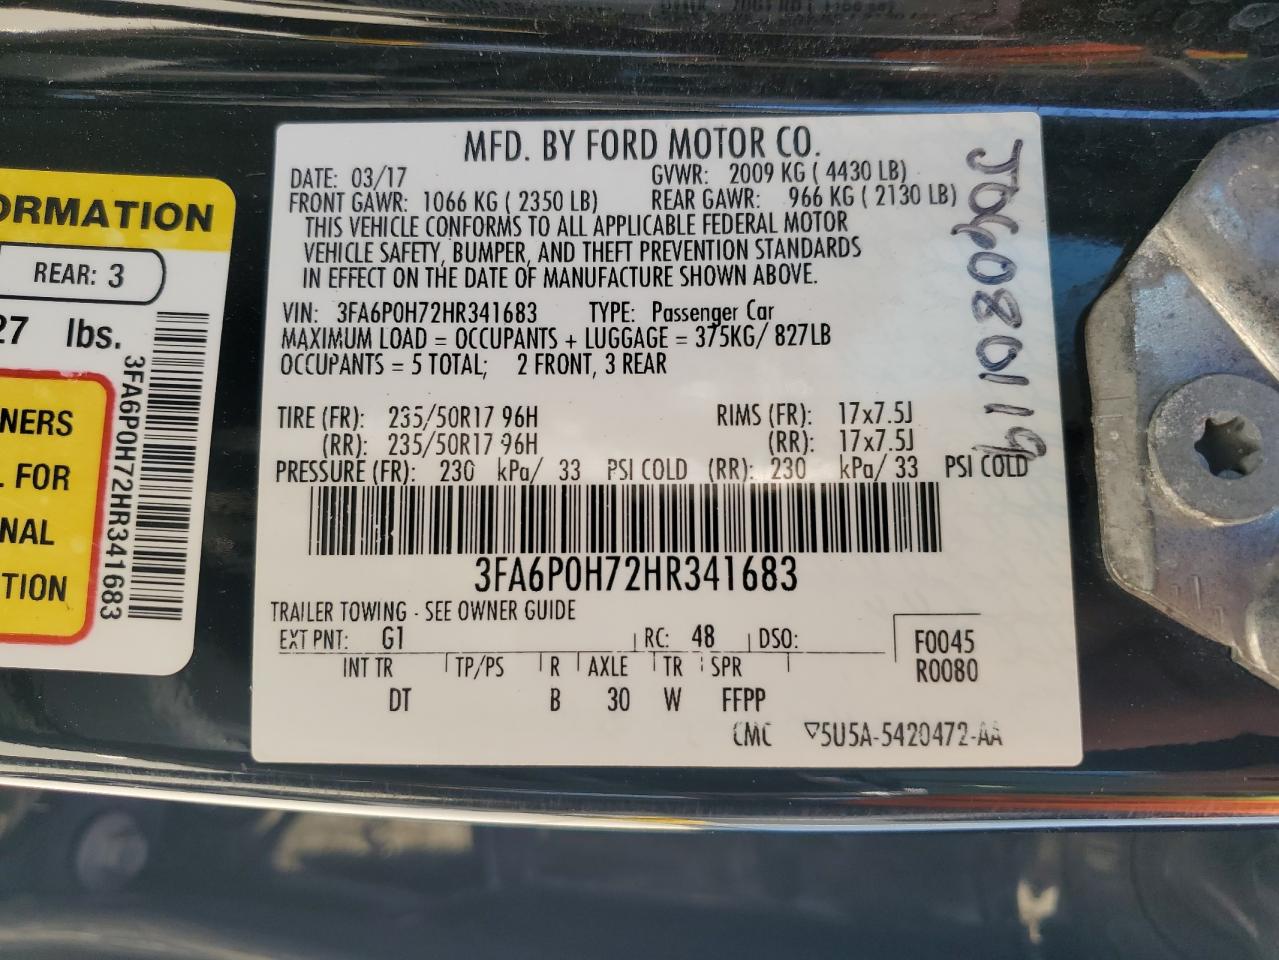 ORMATION
REAR: 3
27 lbs.
NERS
L FOR
NAL
TION
3FA6P0H72HR341683
MFD. BY FORD MOTOR CO.
DATE: 03/17 GVWR: 2009 KG ( 4430 LB)
FRONT GAWR: 1066 KG ( 2350 LB) REAR GAWR: 966 KG ( 2130 LB)
THIS VEHICLE CONFORMS TO ALL APPLICABLE FEDERAL MOTOR
VEHICLE SAFETY, BUMPER, AND THEFT PREVENTION STANDARDS
IN EFFECT ON THE DATE OF MANUFACTURE SHOWN ABOVE.
VIN: 3FA6P0H72HR341683 TYPE: Passenger Car
MAXIMUM LOAD = OCCUPANTS + LUGGAGE = 375KG/ 827LB
OCCUPANTS = 5 TOTAL; 2 FRONT, 3 REAR
TIRE (FR): 235/50R17 96H RIMS (FR): 17x7.5J
(RR): 235/50R17 96H (RR): 17x7.5J
PRESSURE (FR): 230 kPa/ 33 PSI COLD (RR): 230 kPa/ 33 PSI COLD
3FA6P0H72HR341683
TRAILER TOWING - SEE OWNER GUIDE
EXT PNT: G1 RC: 48 DSO: F0045
R0080
INT TR TP/PS R AXLE TR SPR
DT B 30 W FFPP
CMC ▽5U5A-5420472-AA